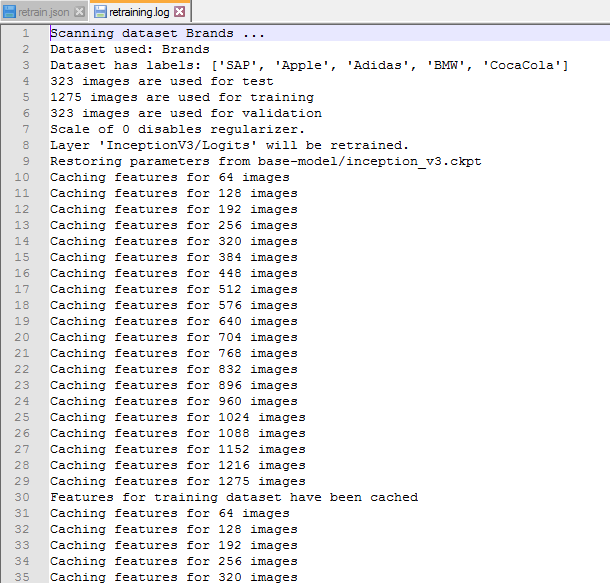 retrain.json retraining.log
1 Scanning dataset Brands ...
2 Dataset used: Brands
3 Dataset has labels: ['SAP', 'Apple', 'Adidas', 'BMW', 'CocaCola']
4 323 images are used for test
5 1275 images are used for training
6 323 images are used for validation
7 Scale of 0 disables regularizer.
8 Layer 'InceptionV3/Logits' will be retrained.
9 Restoring parameters from base-model/inception_v3.ckpt
10 Caching features for 64 images
11 Caching features for 128 images
12 Caching features for 192 images
13 Caching features for 256 images
14 Caching features for 320 images
15 Caching features for 384 images
16 Caching features for 448 images
17 Caching features for 512 images
18 Caching features for 576 images
19 Caching features for 640 images
20 Caching features for 704 images
21 Caching features for 768 images
22 Caching features for 832 images
23 Caching features for 896 images
24 Caching features for 960 images
25 Caching features for 1024 images
26 Caching features for 1088 images
27 Caching features for 1152 images
28 Caching features for 1216 images
29 Caching features for 1275 images
30 Features for training dataset have been cached
31 Caching features for 64 images
32 Caching features for 128 images
33 Caching features for 192 images
34 Caching features for 256 images
35 Caching features for 320 images